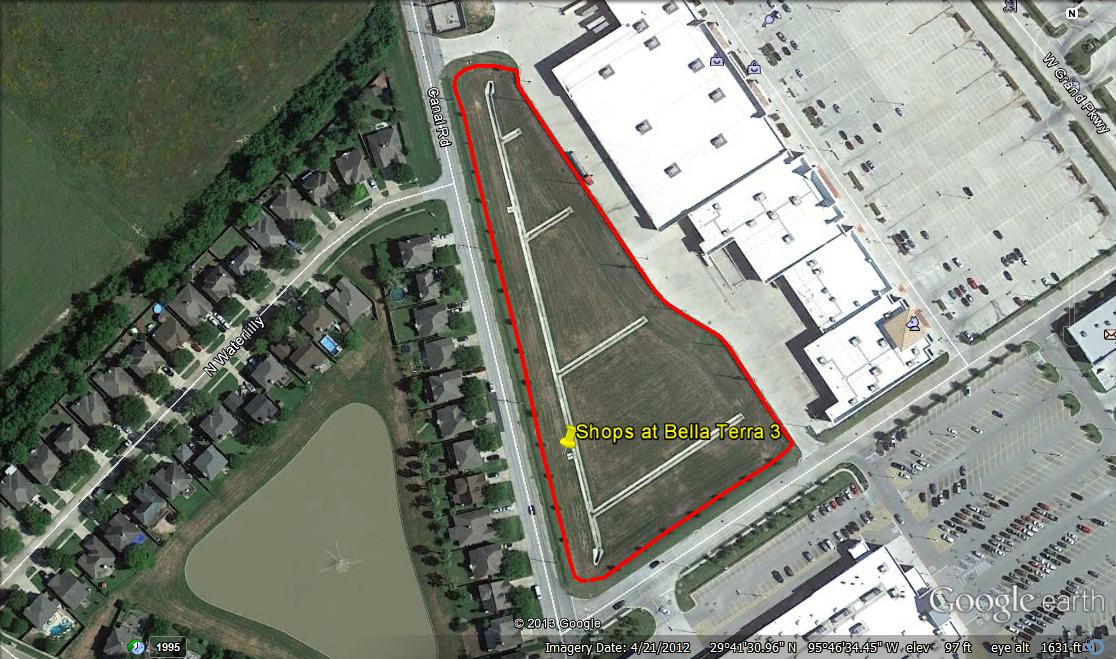 N
W Grand Pkwy
Canal Rd
N Waterlilly
Shops at Bella Terra 3
Google earth
© 2013 Google
1995
Imagery Date: 4/21/2012 29°41'30.96" N 95°46'34.45" W elev 97 ft eye alt 1631 ft